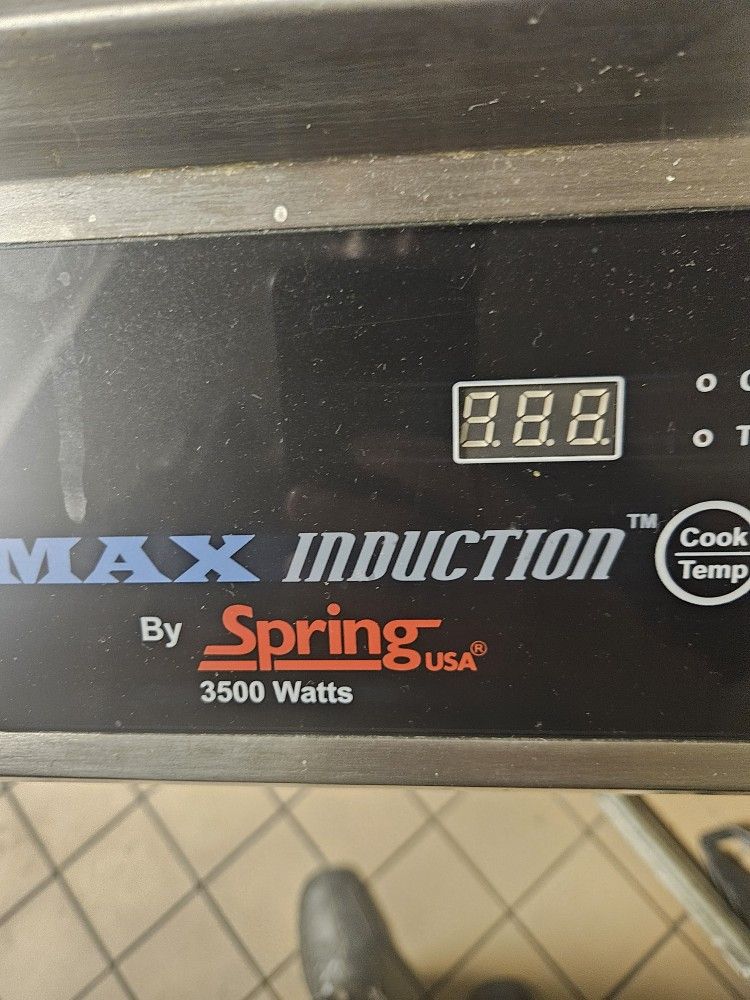 8.8.8.
MAX INDUCTION™
Cook
Temp
By Spring USA®
3500 Watts